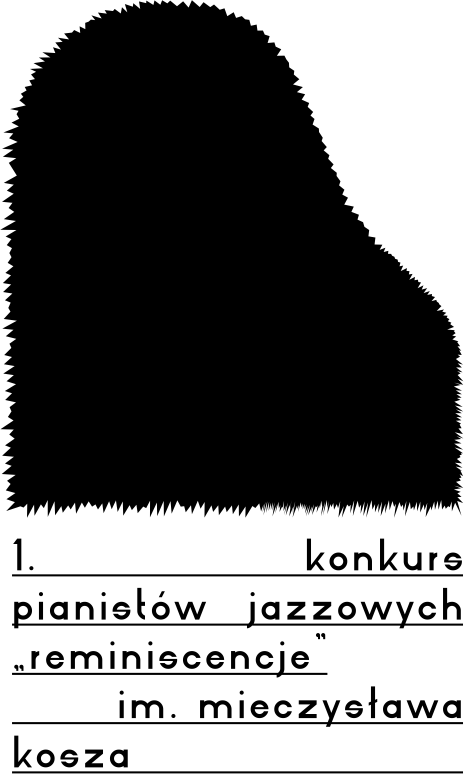 1. konkurs
pianistów jazzowych
„reminiscencje”
im. mieczysława
kosza